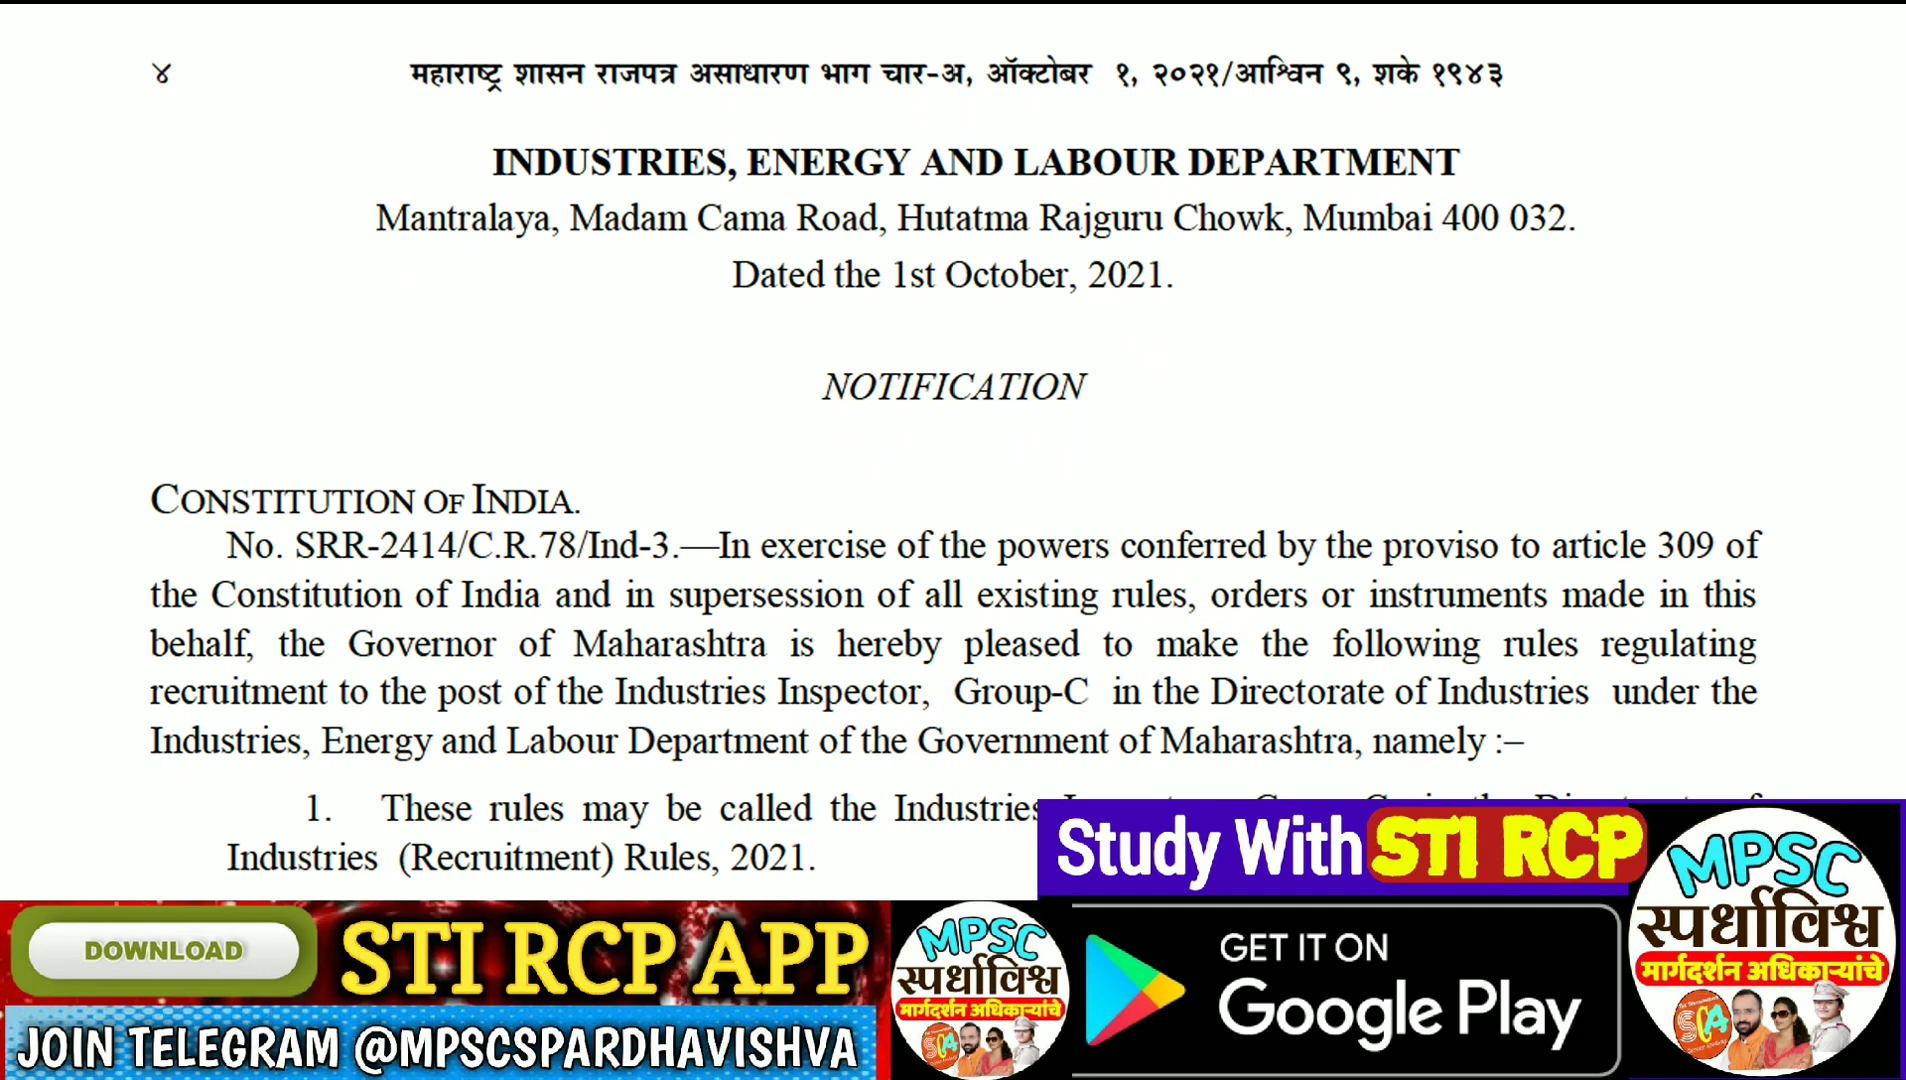 ४ महाराष्ट्र शासन राजपत्र असाधारण भाग चार-अ, ऑक्टोबर १, २०२१/आश्विन ९, शके १९४३
INDUSTRIES, ENERGY AND LABOUR DEPARTMENT
Mantralaya, Madam Cama Road, Hutatma Rajguru Chowk, Mumbai 400 032.
Dated the 1st October, 2021.
NOTIFICATION
CONSTITUTION OF INDIA.
No. SRR-2414/C.R.78/Ind-3.—In exercise of the powers conferred by the proviso to article 309 of
the Constitution of India and in supersession of all existing rules, orders or instruments made in this
behalf, the Governor of Maharashtra is hereby pleased to make the following rules regulating
recruitment to the post of the Industries Inspector, Group-C in the Directorate of Industries under the
Industries, Energy and Labour Department of the Government of Maharashtra, namely :–
1. These rules may be called the Industries
Industries (Recruitment) Rules, 2021.
Study With STI RCP
MPSC
स्पर्धाविश्व
मार्गदर्शन अधिकाऱ्यांचे
SCA
DOWNLOAD
STI RCP APP
JOIN TELEGRAM @MPSCSPARDHAVISHVA
MPSC
स्पर्धाविश्व
मार्गदर्शन अधिकाऱ्यांचे
SCA
GET IT ON
Google Play